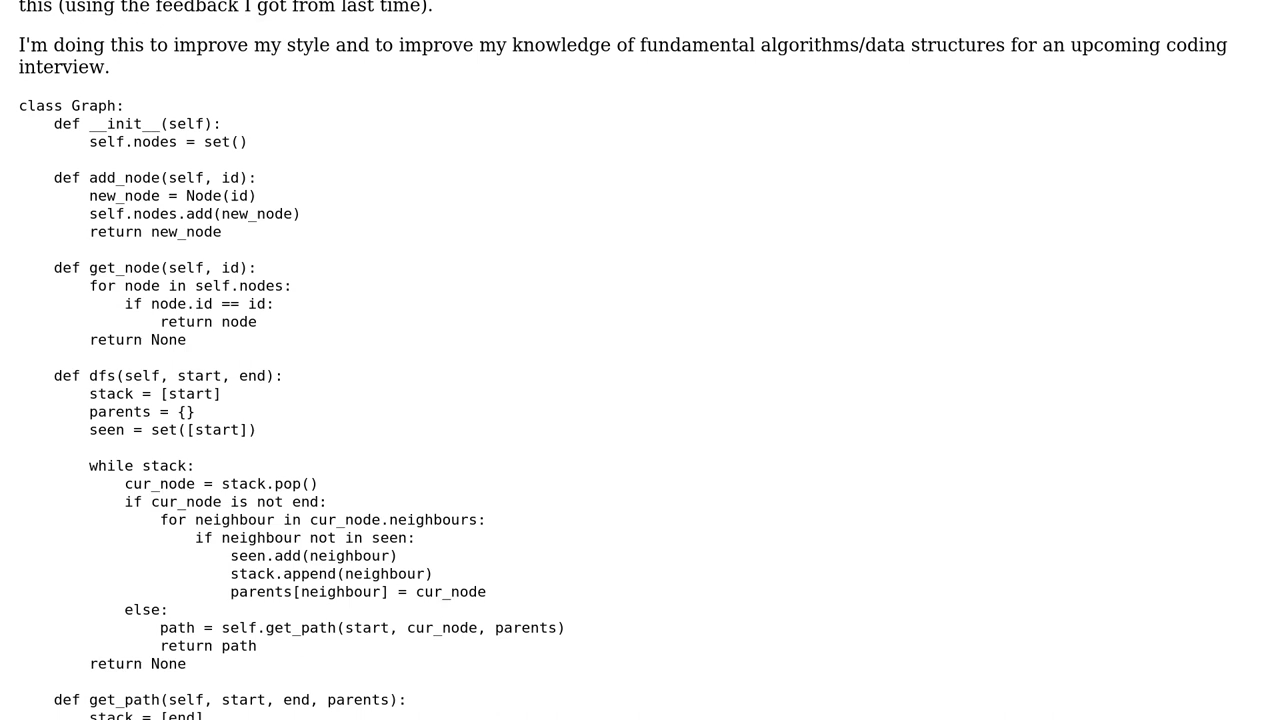 this (using the feedback I got from last time).
I'm doing this to improve my style and to improve my knowledge of fundamental algorithms/data structures for an upcoming coding
interview.
class Graph:
    def __init__(self):
        self.nodes = set()

    def add_node(self, id):
        new_node = Node(id)
        self.nodes.add(new_node)
        return new_node

    def get_node(self, id):
        for node in self.nodes:
            if node.id == id:
                return node
        return None

    def dfs(self, start, end):
        stack = [start]
        parents = {}
        seen = set([start])

        while stack:
            cur_node = stack.pop()
            if cur_node is not end:
                for neighbour in cur_node.neighbours:
                    if neighbour not in seen:
                        seen.add(neighbour)
                        stack.append(neighbour)
                        parents[neighbour] = cur_node
            else:
                path = self.get_path(start, cur_node, parents)
                return path
        return None

    def get_path(self, start, end, parents):
        stack = [end]